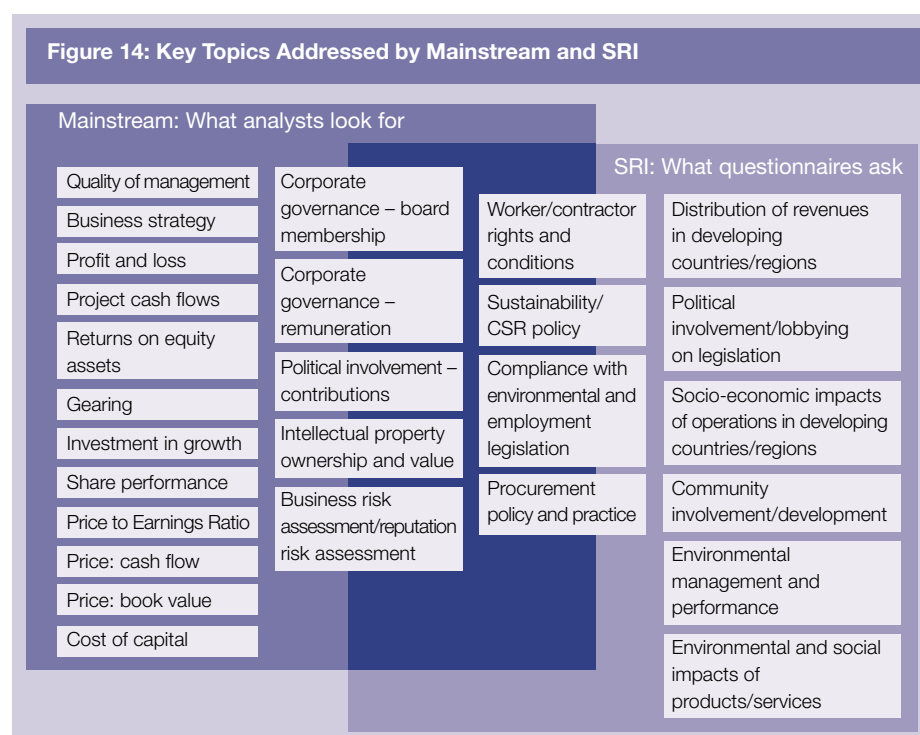 Figure 14: Key Topics Addressed by Mainstream and SRI
Mainstream: What analysts look for
Quality of management
Business strategy
Profit and loss
Project cash flows
Returns on equity
assets
Gearing
Investment in growth
Share performance
Price to Earnings Ratio
Price: cash flow
Price: book value
Cost of capital
Corporate
governance – board
membership
Corporate
governance –
remuneration
Political involvement –
contributions
Intellectual property
ownership and value
Business risk
assessment/reputation
risk assessment
SRI: What questionnaires ask
Worker/contractor
rights and
conditions
Sustainability/
CSR policy
Compliance with
environmental and
employment
legislation
Procurement
policy and practice
Distribution of revenues
in developing
countries/regions
Political
involvement/lobbying
on legislation
Socio-economic impacts
of operations in developing
countries/regions
Community
involvement/development
Environmental
management and
performance
Environmental and social
impacts of
products/services